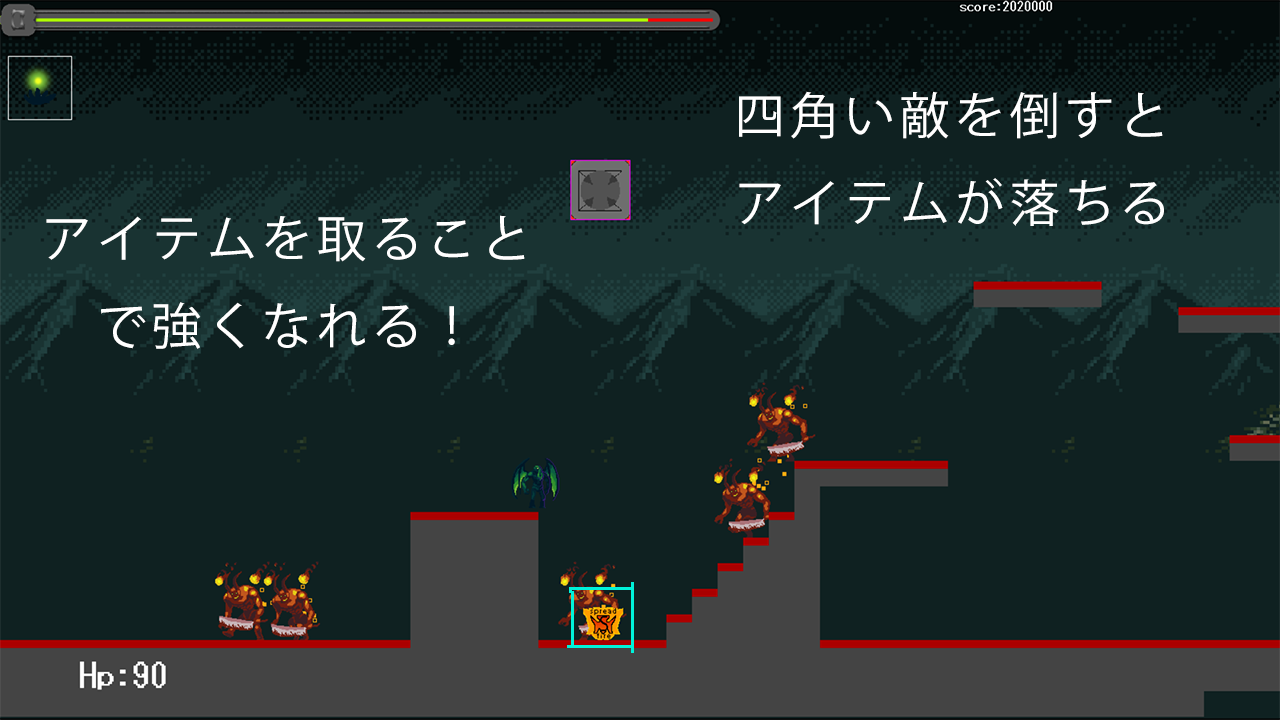 score:2020000
四角い敵を倒すと
アイテムが落ちる
アイテムを取ること
で強くなれる！
Spread
S
Hp:90